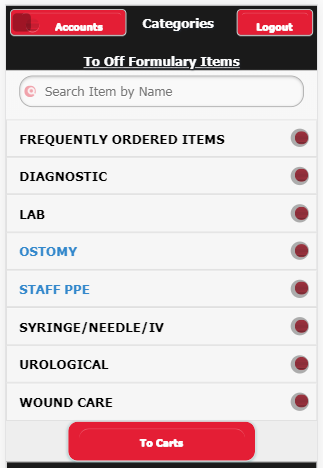 Accounts
Categories
Logout
To Off Formulary Items
Search Item by Name
FREQUENTLY ORDERED ITEMS
DIAGNOSTIC
LAB
OSTOMY
STAFF PPE
SYRINGE/NEEDLE/IV
UROLOGICAL
WOUND CARE
To Carts